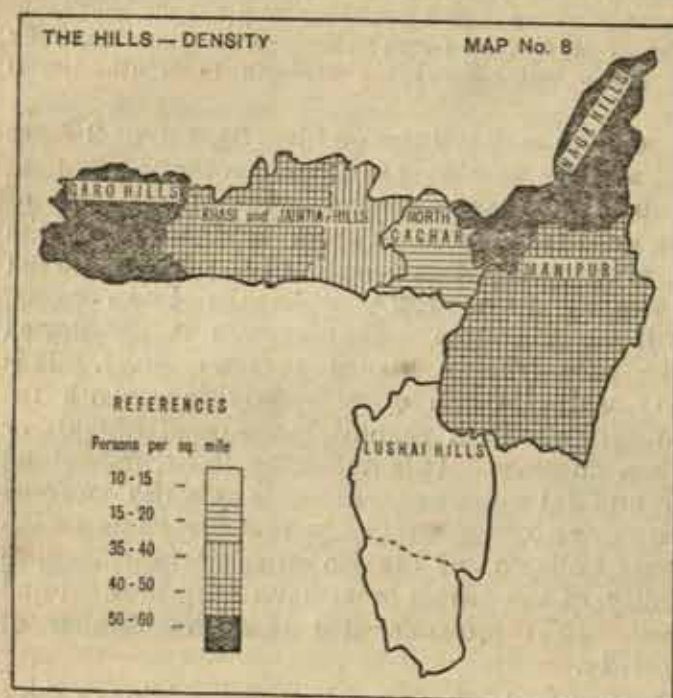 THE HILLS — DENSITY
MAP No. 8
NAGA HILLS
GARO HILLS
KHASI and JAINTIA-HILLS
NORTH
CACHAR
MANIPUR
LUSHAI HILLS
REFERENCES
Persons per sq. mile
10 - 15 –
15 - 20 –
35 - 40 –
40 - 50 –
50 - 60 –